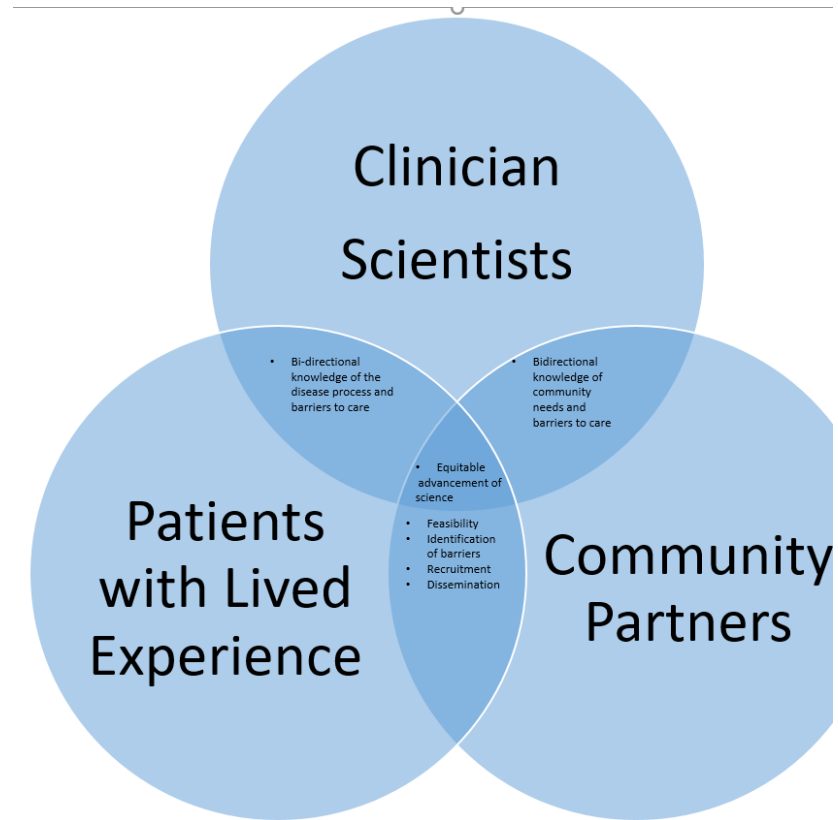 Clinician
Scientists
• Bi-directional
knowledge of the
disease process and
barriers to care
• Bidirectional
knowledge of
community
needs and
barriers to care
• Equitable
advancement of
science
• Feasibility
• Identification
of barriers
• Recruitment
• Dissemination
Patients
with Lived
Experience
Community
Partners